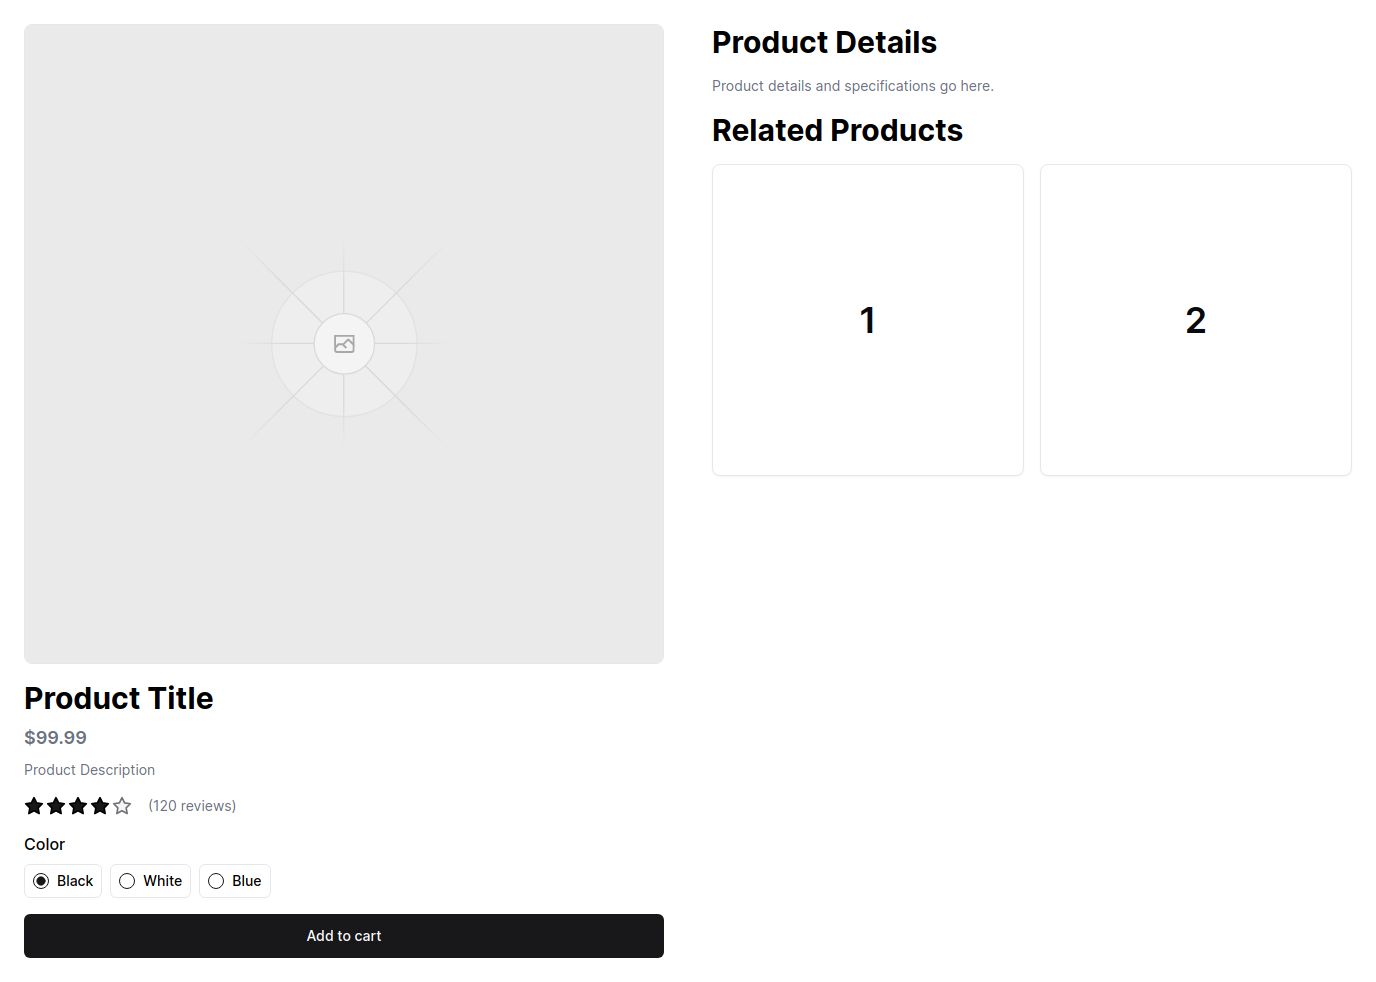 Product Title
$99.99
Product Description
(120 reviews)
Color
Black White Blue
Add to cart
Product Details
Product details and specifications go here.
Related Products
1 2